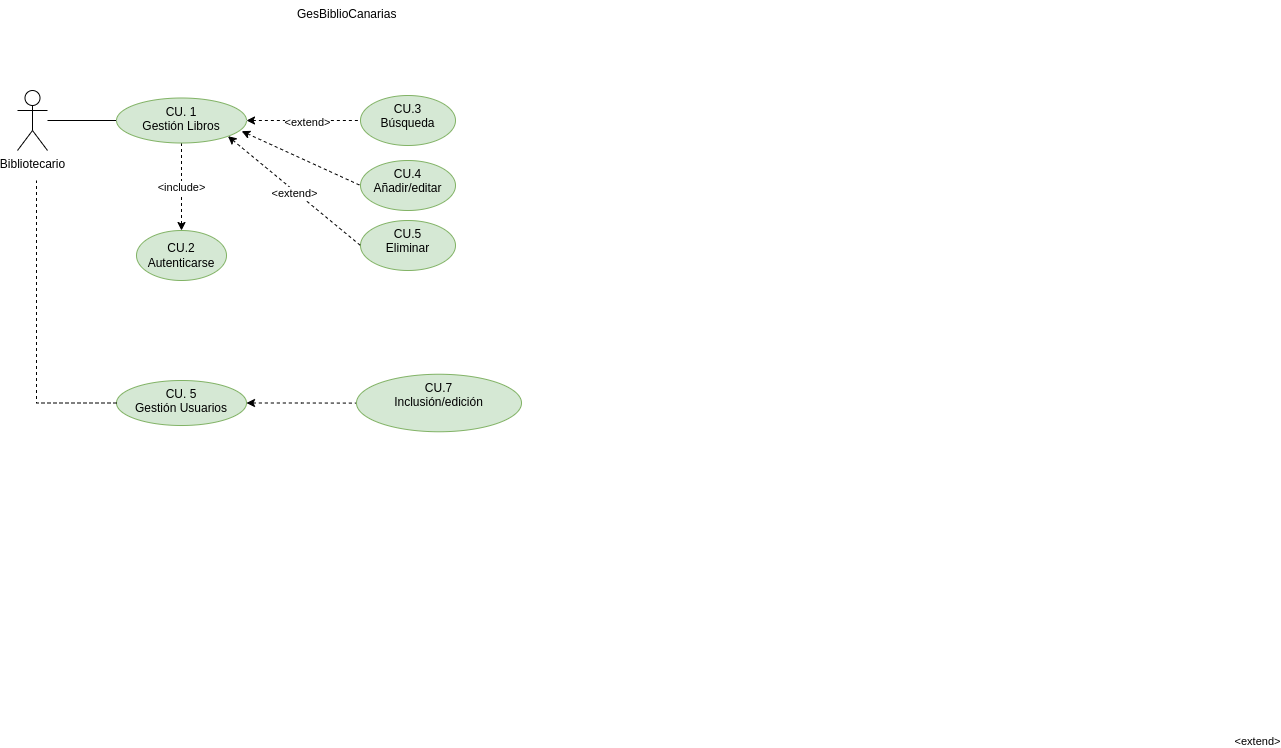 GesBiblioCanarias
Bibliotecario
CU. 1
Gestión Libros
<extend>
CU.3
Búsqueda
CU.4
Añadir/editar
<include>
<extend>
CU.5
Eliminar
CU.2
Autenticarse
CU. 5
Gestión Usuarios
CU.7
Inclusión/edición
<extend>